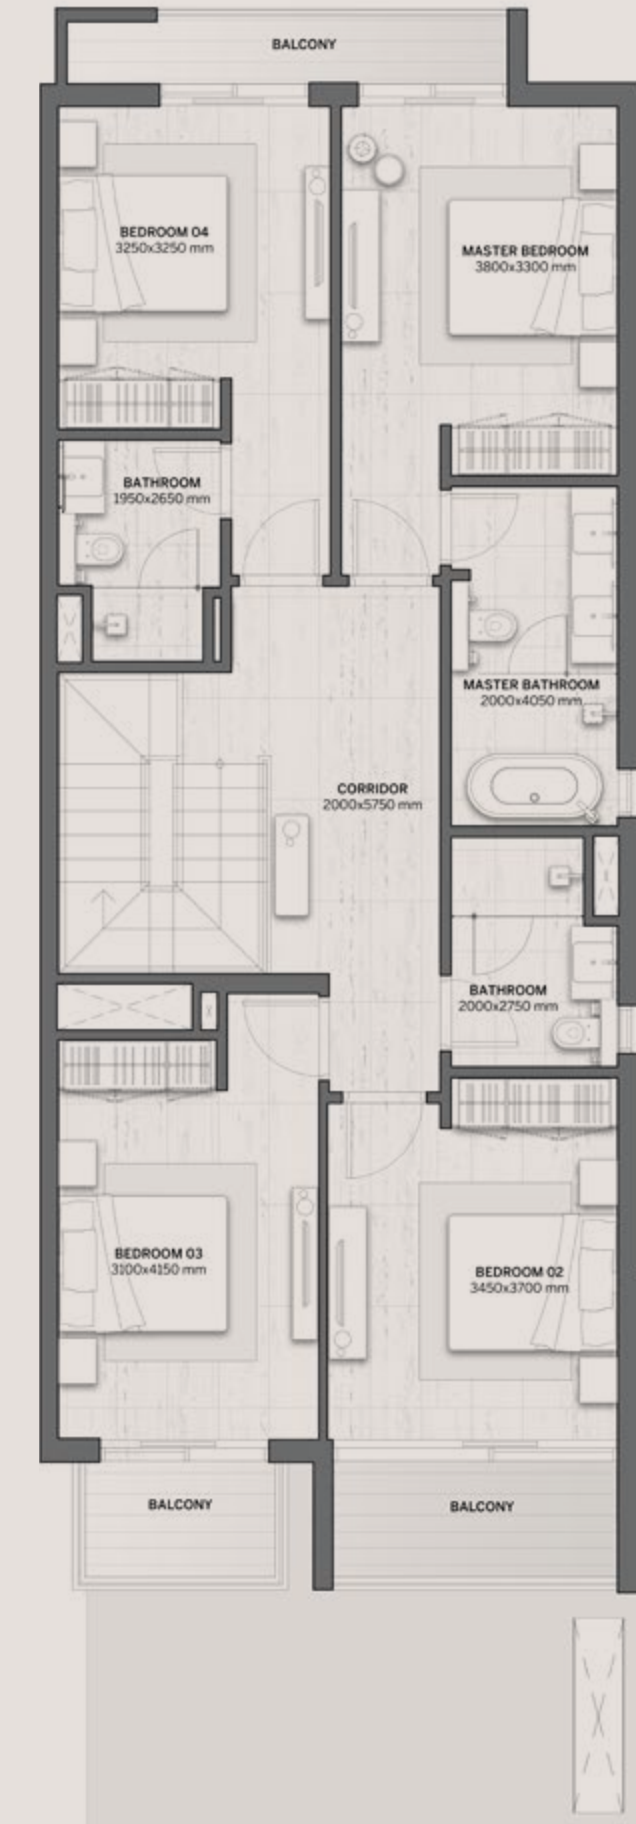 BALCONY
BEDROOM 04
3250x3250 mm
MASTER BEDROOM
3800x3300 mm
BATHROOM
1950x2650 mm
MASTER BATHROOM
2000x4050 mm
CORRIDOR
2000x5750 mm
BATHROOM
2000x2750 mm
BEDROOM 03
3100x4150 mm
BEDROOM 02
3450x3700 mm
BALCONY
BALCONY